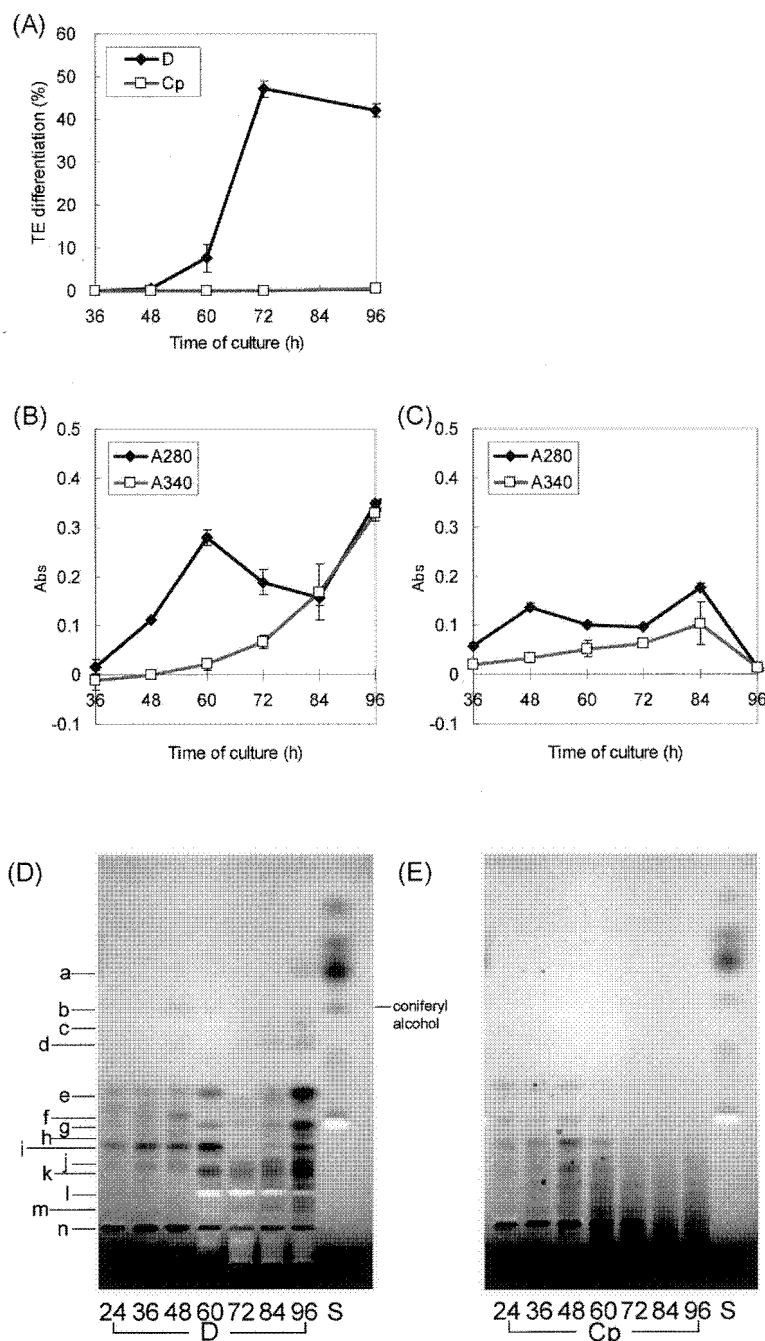 (A)
60
50
40
30
20
10
0
TE differentiation (%)
D
Cp
36 48 60 72 84 96
Time of culture (h)
(B)
0.5
0.4
0.3
0.2
0.1
0
-0.1
Abs
A280
A340
36 48 60 72 84 96
Time of culture (h)
(C)
0.5
0.4
0.3
0.2
0.1
0
-0.1
Abs
A280
A340
36 48 60 72 84 96
Time of culture (h)
(D)
a
b
c
d
e
f
g
h
i
j
k
l
m
n
coniferyl
alcohol
24 36 48 60 72 84 96 S
D
(E)
24 36 48 60 72 84 96 S
Cp